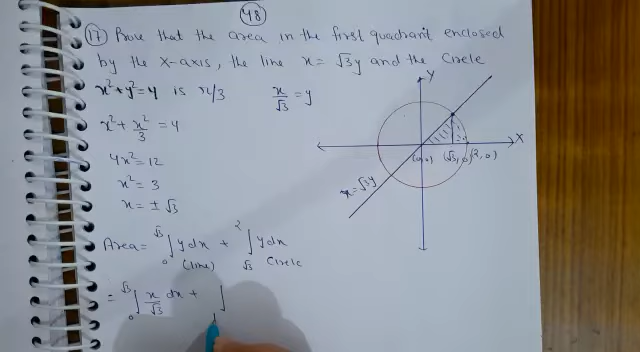 48
17) Prove that the area in the first quadrant enclosed
by the x-axis, the line x = √3y and the Circle
x²+y²=4 is π/3 x/√3 = y
x² + x²/3 = 4
4x² = 12
x² = 3
x = ± √3
Y
X
(0,0) (√3,0) (2,0)
x=√3y
Area = 0∫√3 y dx + √3∫2 y dx
(line) Circle
= 0∫√3 x/√3 dx + ∫